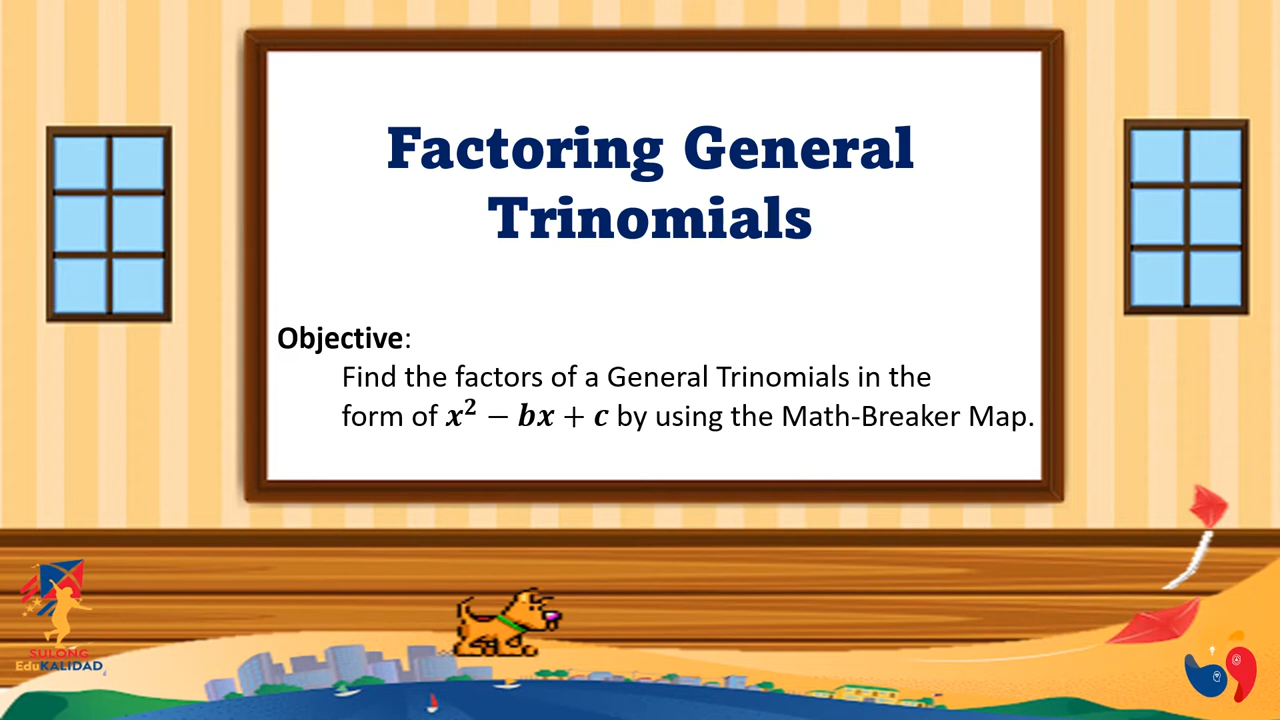 Factoring General
Trinomials
Objective:
Find the factors of a General Trinomials in the
form of x² − bx + c by using the Math-Breaker Map.
SULONG
EduKALIDAD